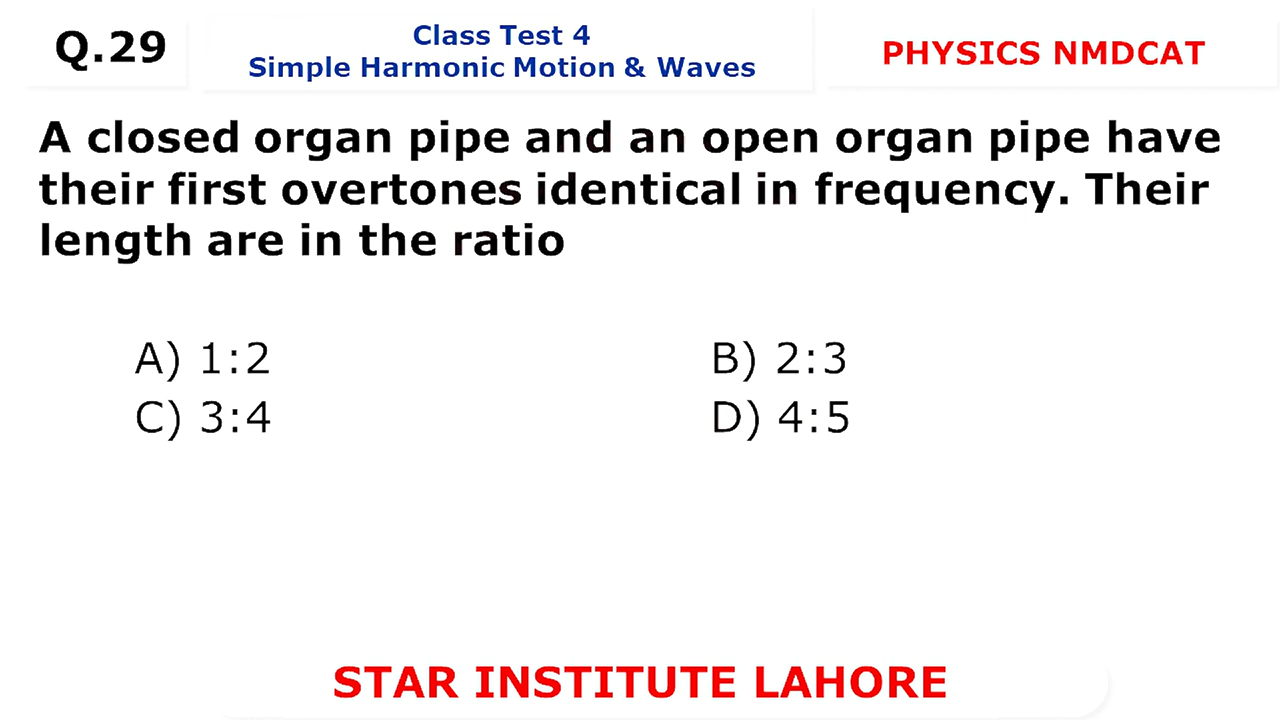 Q.29
Class Test 4
Simple Harmonic Motion & Waves
PHYSICS NMDCAT
A closed organ pipe and an open organ pipe have
their first overtones identical in frequency. Their
length are in the ratio
A) 1:2
B) 2:3
C) 3:4
D) 4:5
STAR INSTITUTE LAHORE